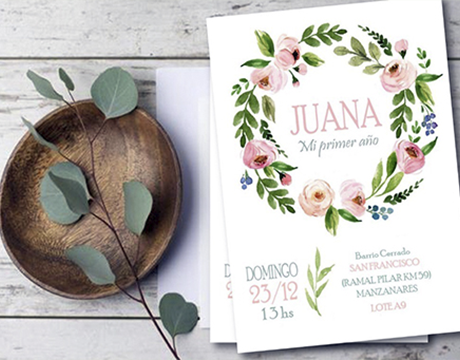 JUANA
Mi primer año
DOMINGO
23/12
13 hs
Barrio Cerrado
SAN FRANCISCO
(RAMAL PILAR KM 59)
MANZANARES
LOTE A9